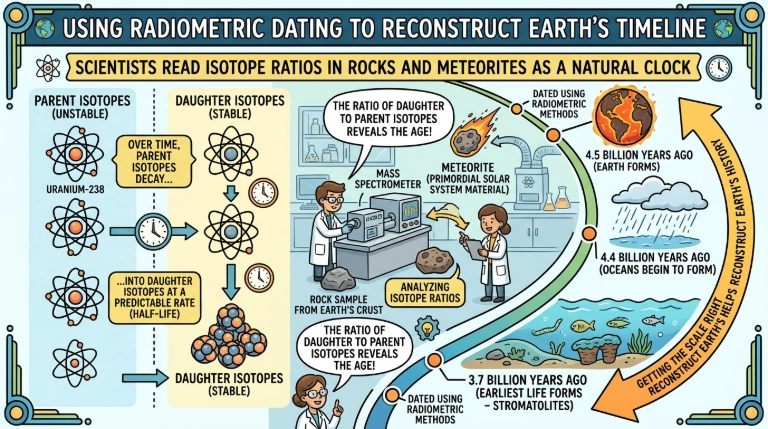 USING RADIOMETRIC DATING TO RECONSTRUCT EARTH'S TIMELINE
SCIENTISTS READ ISOTOPE RATIOS IN ROCKS AND METEORITES AS A NATURAL CLOCK
PARENT ISOTOPES
(UNSTABLE)
OVER TIME,
PARENT
ISOTOPES
DECAY...
URANIUM-238
...INTO DAUGHTER
ISOTOPES AT A
PREDICTABLE RATE
(HALF-LIFE)
DAUGHTER ISOTOPES
(STABLE)
DAUGHTER ISOTOPES
(STABLE)
THE RATIO OF DAUGHTER
TO PARENT ISOTOPES
REVEALS THE AGE!
MASS
SPECTROMETER
METEORITE
(PRIMORDIAL SOLAR
SYSTEM MATERIAL)
ROCK SAMPLE
FROM EARTH'S CRUST
ANALYZING
ISOTOPE RATIOS
THE RATIO OF
DAUGHTER TO PARENT
ISOTOPES REVEALS THE
AGE!
DATED USING
RADIOMETRIC
METHODS
4.5 BILLION YEARS AGO
(EARTH FORMS)
4.4 BILLION YEARS AGO
(OCEANS BEGIN TO FORM)
3.7 BILLION YEARS AGO
(EARLIEST LIFE FORMS
– STROMATOLITES)
DATED USING
RADIOMETRIC
METHODS
GETTING THE SCALE RIGHT
RECONSTRUCT EARTH'S HELPS RECONSTRUCT EARTH'S HISTORY